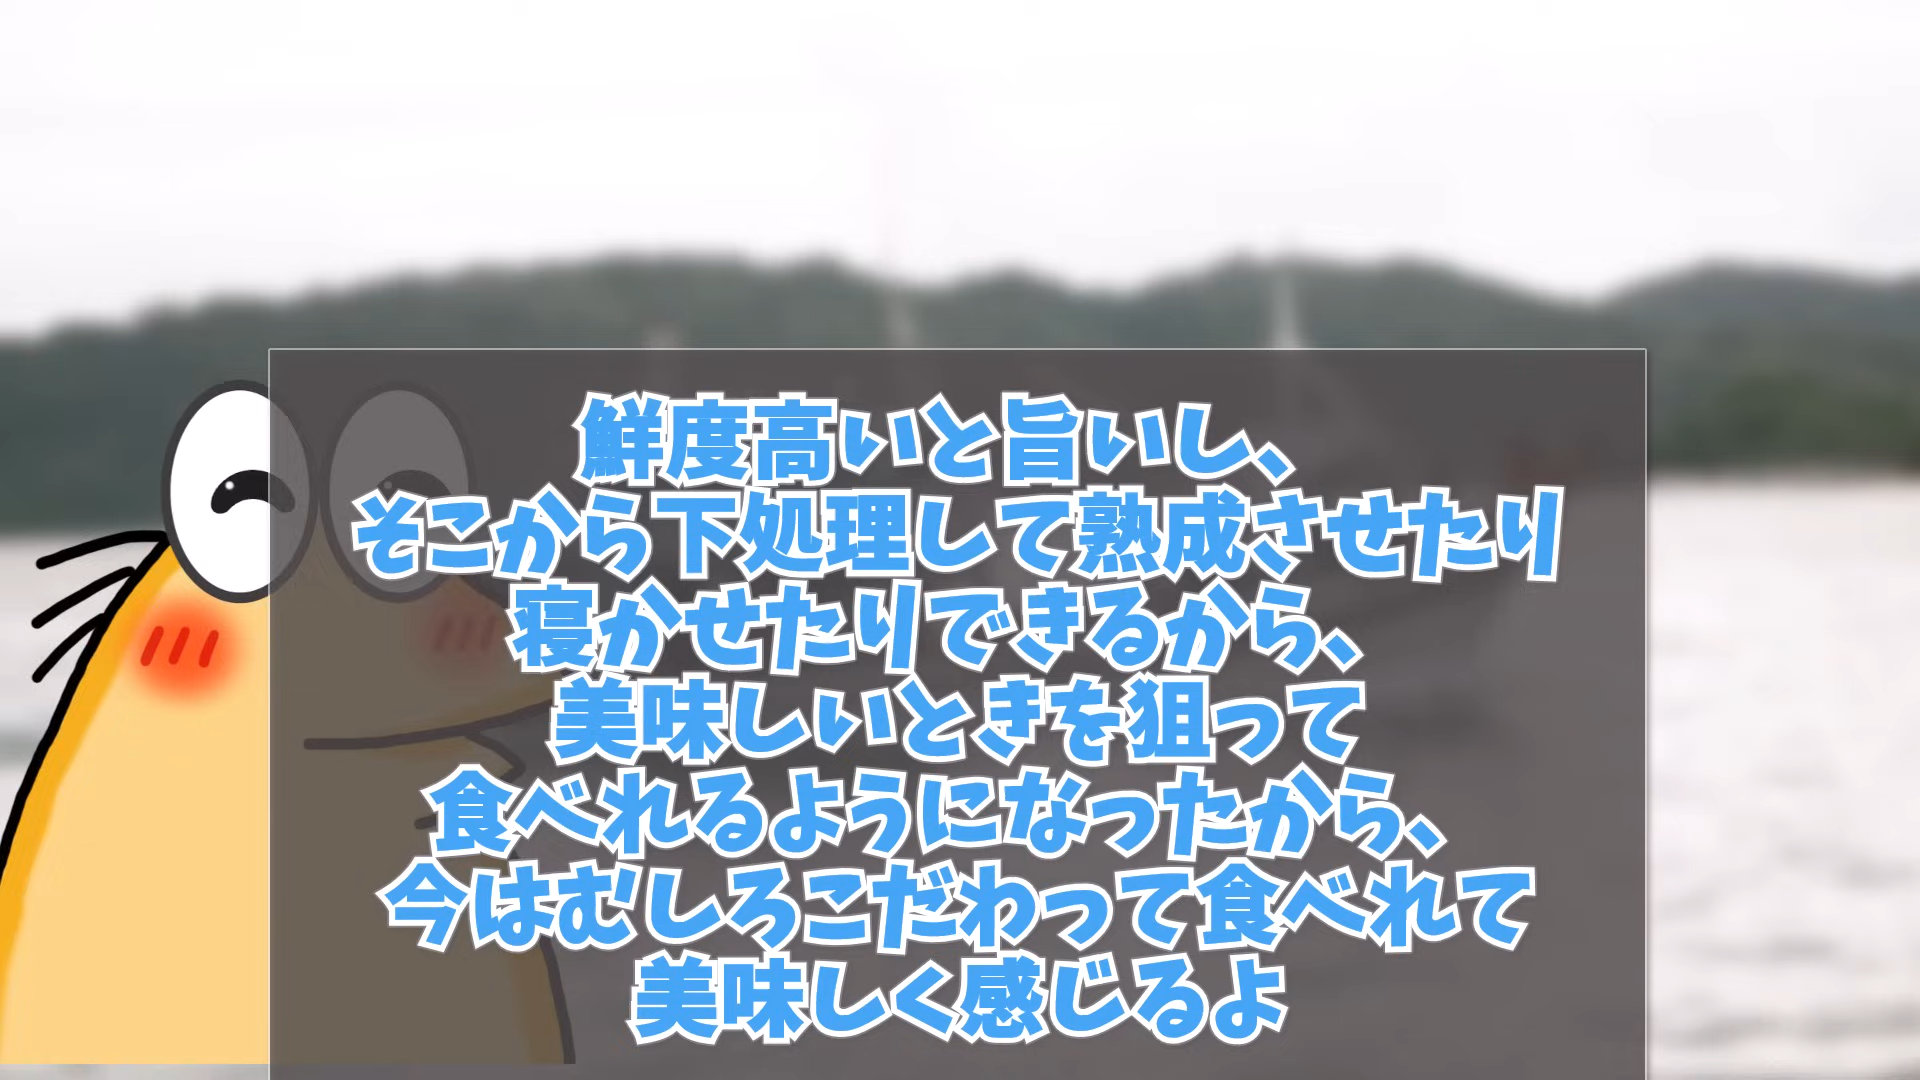 鮮度高いと旨いし、
そこから下処理して熟成させたり
寝かせたりできるから、
美味しいときを狙って
食べれるようになったから、
今はむしろこだわって食べれて
美味しく感じるよ